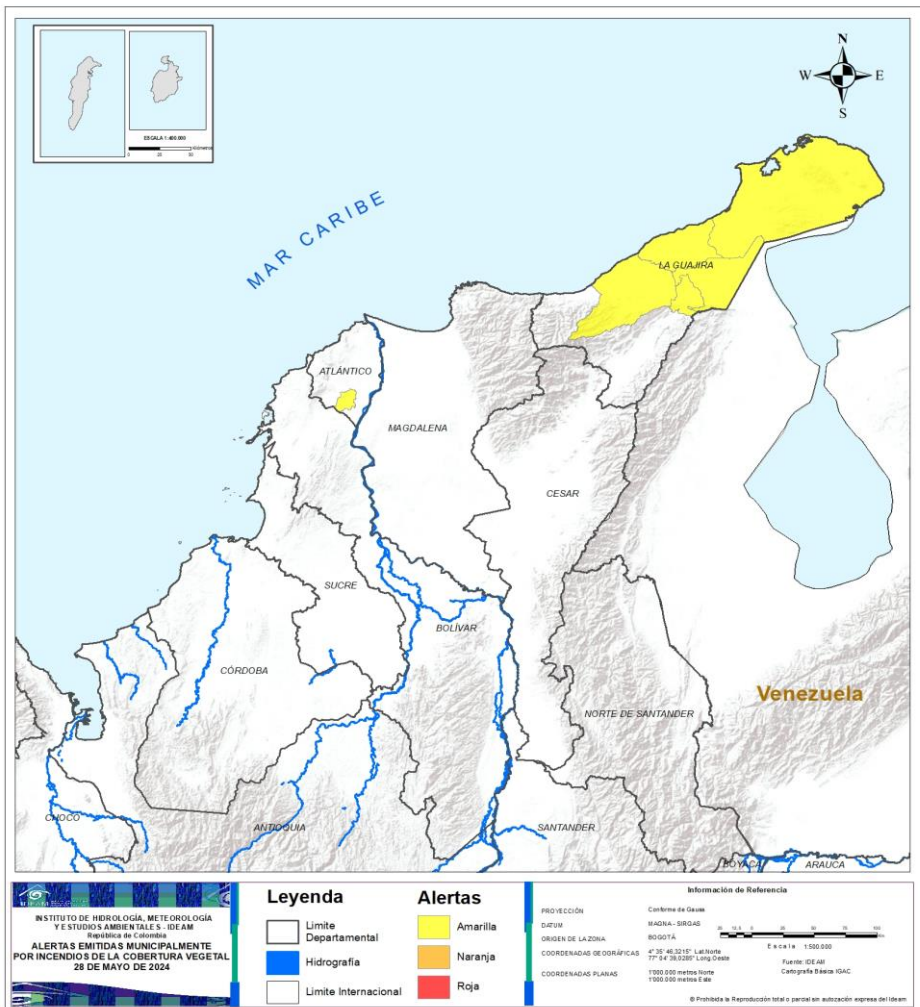 ESCALA 1:400.000
N
W
E
S
MAR CARIBE
LA GUAJIRA
ATLÁNTICO
MAGDALENA
CESAR
SUCRE
BOLÍVAR
CÓRDOBA
Venezuela
NORTE DE SANTANDER
CHOCÓ
ANTIOQUIA
SANTANDER
BOYACÁ
ARAUCA
INSTITUTO DE HIDROLOGÍA, METEOROLOGÍA
Y ESTUDIOS AMBIENTALES - IDEAM
República de Colombia
ALERTAS EMITIDAS MUNICIPALMENTE
POR INCENDIOS DE LA COBERTURA VEGETAL
28 DE MAYO DE 2024
Leyenda
Limite
Departamental
Hidrografía
Limite Internacional
Alertas
Amarilla
Naranja
Roja
Información de Referencia
PROYECCIÓN
Conforme de Gauss
DATUM
MAGNA - SIRGAS
ORIGEN DE LA ZONA
BOGOTÁ
COORDENADAS GEOGRÁFICAS
4° 35' 46,3215" Lat.Norte
77° 04' 39,0285" Long.Oeste
COORDENADAS PLANAS
1'000.000 metros Norte
1'000.000 metros Este
Escala 1:500.000
Fuente: IDEAM
Cartografía Básica IGAC
© Prohibida la Reproducción total o parcial sin autozación expresa del Ideam